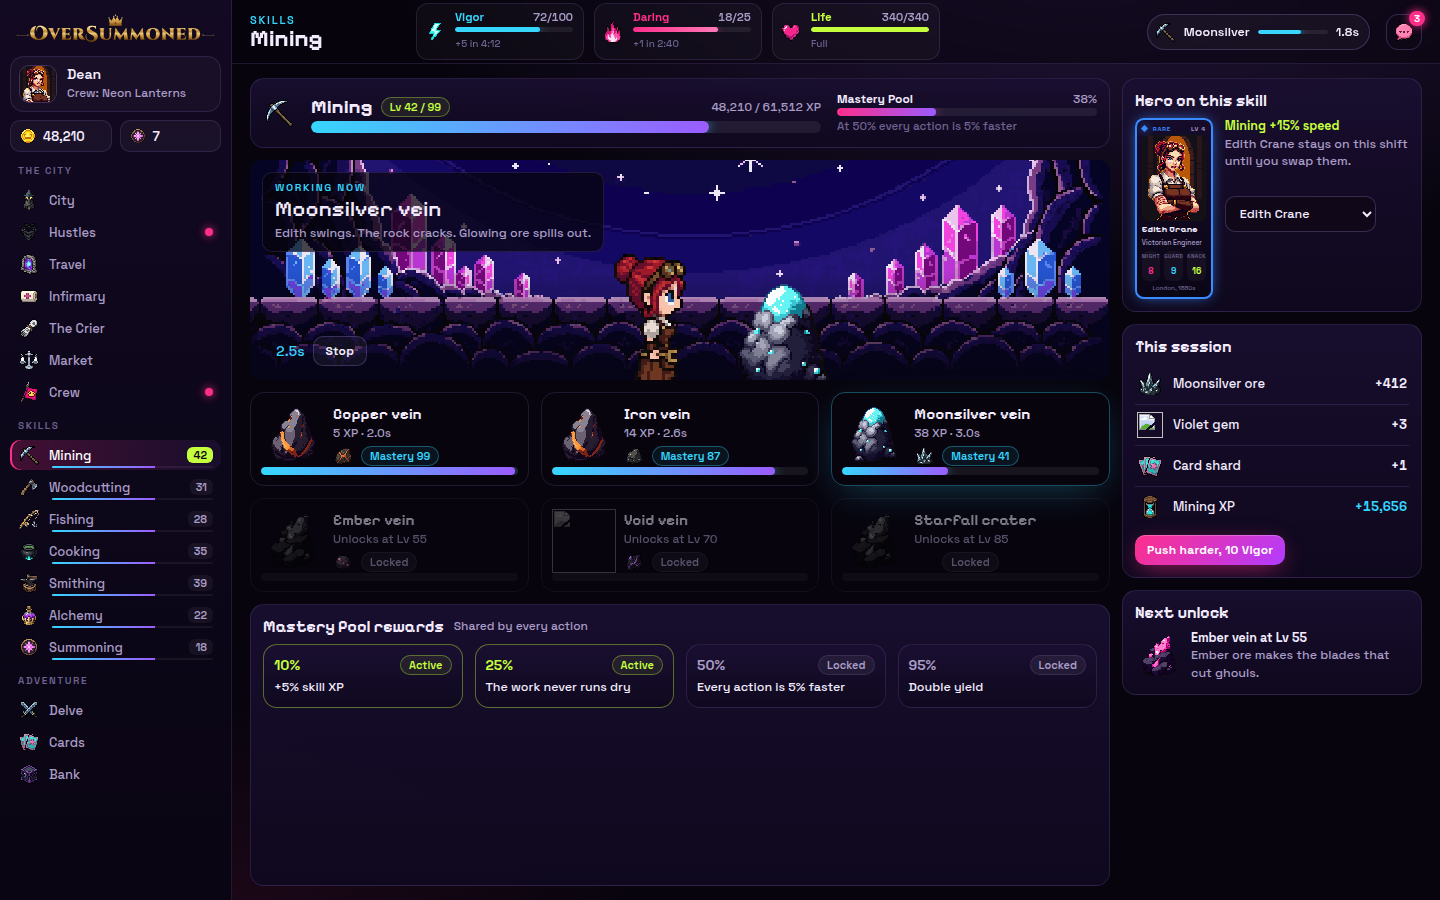 OVERSUMMONED
Dean
Crew: Neon Lanterns
48,210
7
THE CITY
City
Hustles
Travel
Infirmary
The Crier
Market
Crew
SKILLS
Mining 42
Woodcutting 31
Fishing 28
Cooking 35
Smithing 39
Alchemy 22
Summoning 18
ADVENTURE
Delve
Cards
Bank
SKILLS
Mining
Vigor 72/100
+5 in 4:12
Daring 18/25
+1 in 2:40
Life 340/340
Full
Moonsilver 1.8s
3
Mining Lv 42 / 99
48,210 / 61,512 XP
Mastery Pool 38%
At 50% every action is 5% faster
WORKING NOW
Moonsilver vein
Edith swings. The rock cracks. Glowing ore spills out.
2.5s Stop
Copper vein
5 XP · 2.0s
Mastery 99
Iron vein
14 XP · 2.6s
Mastery 87
Moonsilver vein
38 XP · 3.0s
Mastery 41
Ember vein
Unlocks at Lv 55
Locked
Void vein
Unlocks at Lv 70
Locked
Starfall crater
Unlocks at Lv 85
Locked
Mastery Pool rewards Shared by every action
10% Active
+5% skill XP
25% Active
The work never runs dry
50% Locked
Every action is 5% faster
95% Locked
Double yield
Hero on this skill
RARE LV 4
Edith Crane
Victorian Engineer
MIGHT GUARD KNACK
8 9 16
London, 1880s
Mining +15% speed
Edith Crane stays on this shift
until you swap them.
Edith Crane
This session
Moonsilver ore +412
Violet gem +3
Card shard +1
Mining XP +15,656
Push harder, 10 Vigor
Next unlock
Ember vein at Lv 55
Ember ore makes the blades that
cut ghouls.